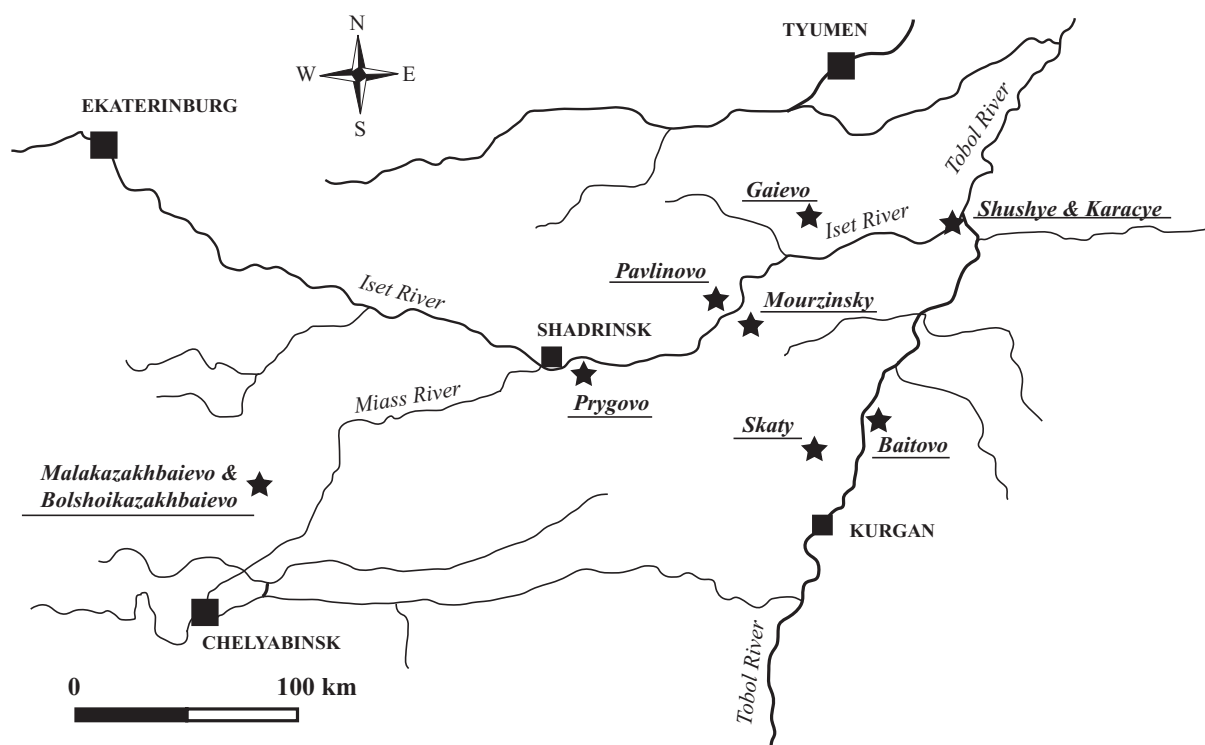 N
TYUMEN
W
E
EKATERINBURG
S
Tobol River
Gaievo
Iset River
Shushye & Karacye
Pavlinovo
Iset River
Mourzinsky
SHADRINSK
Miass River
Prygovo
Skaty
Baitovo
Malakazakhbaievo &
Bolshoikazakhbaievo
KURGAN
CHELYABINSK
Tobol River
0
100 km